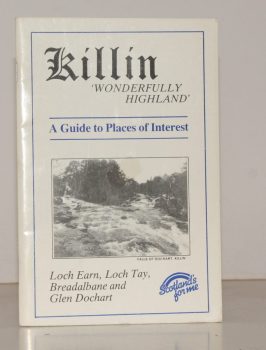 Killin
'WONDERFULLY
HIGHLAND'
A Guide to Places of Interest
FALLS OF DOCHART, KILLIN
Loch Earn, Loch Tay,
Breadalbane and
Glen Dochart
Scotland's
for me